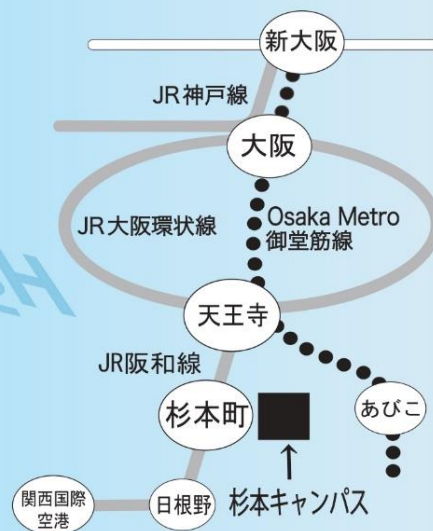 新大阪
JR神戸線
大阪
JR大阪環状線
Osaka Metro
御堂筋線
天王寺
JR阪和線
杉本町
あびこ
関西国際
空港
日根野
杉本キャンパス